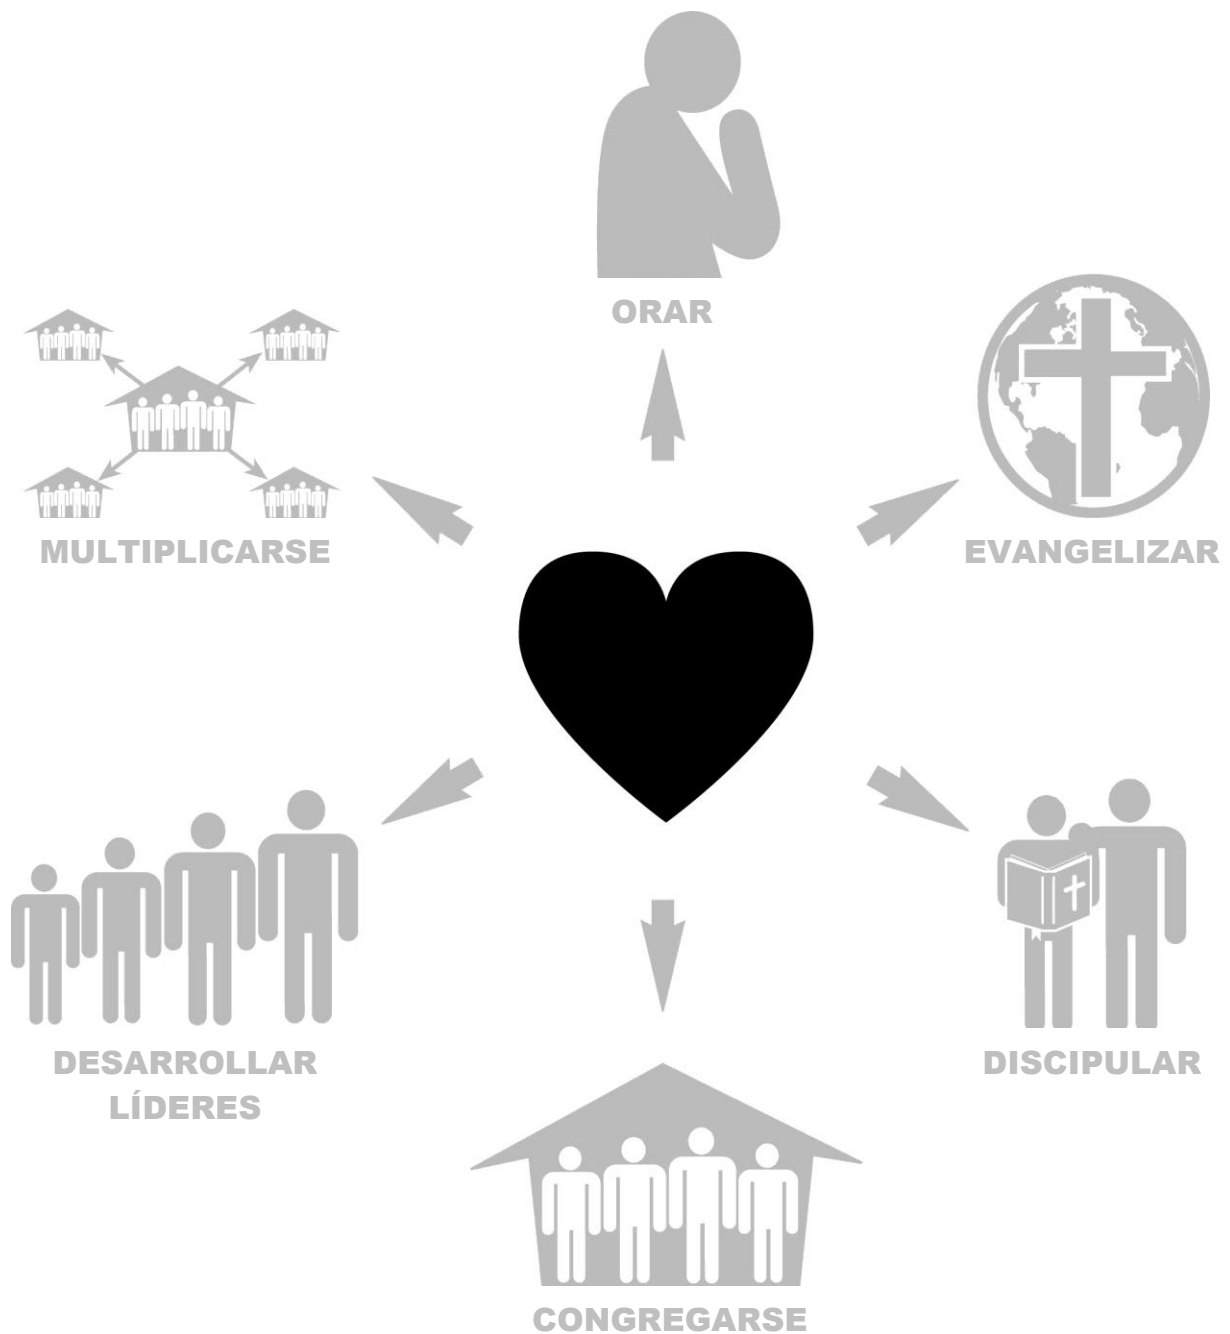 ORAR
MULTIPLICARSE
EVANGELIZAR
DESARROLLAR
LÍDERES
DISCIPULAR
CONGREGARSE